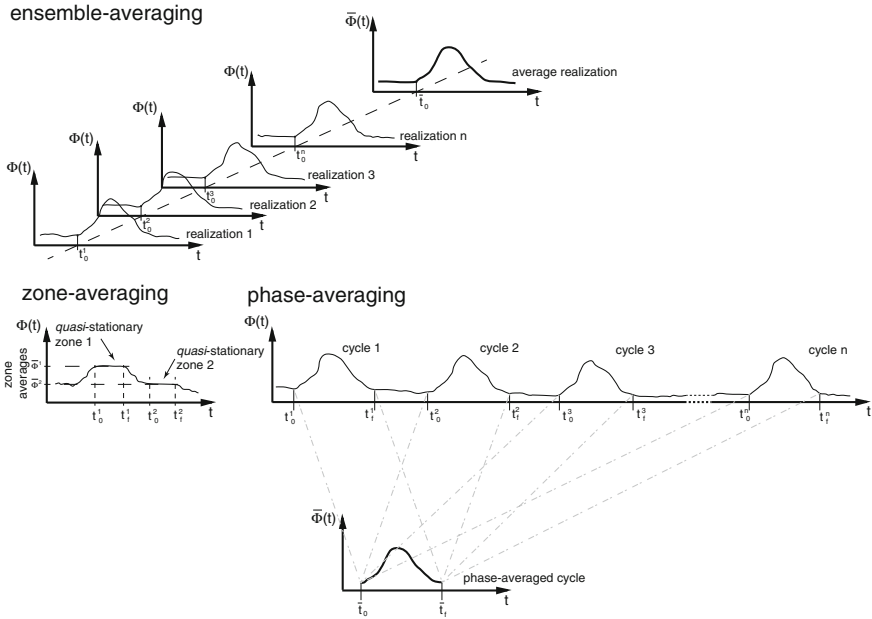 ensemble-averaging
Φ̄(t)
average realization
t̄₀
t
Φ(t)
realization n
t₀ⁿ
t
Φ(t)
realization 3
t₀³
t
Φ(t)
realization 2
t₀²
t
Φ(t)
realization 1
t₀¹
t
zone-averaging
Φ(t)
quasi-stationary
zone 1
quasi-stationary
zone 2
zone
averages
Φ̄¹
Φ̄²
t₀¹ t_f¹ t₀² t_f² t
phase-averaging
Φ(t)
cycle 1 cycle 2 cycle 3 cycle n
t₀¹ t_f¹ t₀² t_f² t₀³ t_f³ t₀ⁿ t_fⁿ t
Φ̄(t)
phase-averaged cycle
t̄₀ t̄_f t